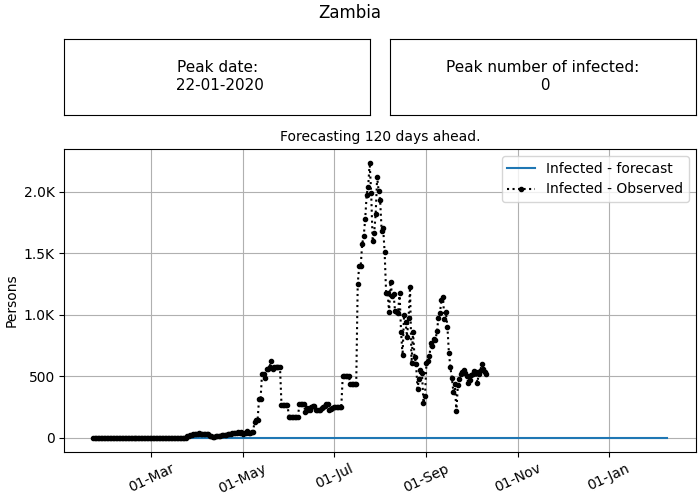 Zambia
Peak date:
22-01-2020
Peak number of infected:
0
Forecasting 120 days ahead.
Infected - forecast
Infected - Observed
Persons
2.0K
1.5K
1.0K
500
0
01-Mar
01-May
01-Jul
01-Sep
01-Nov
01-Jan